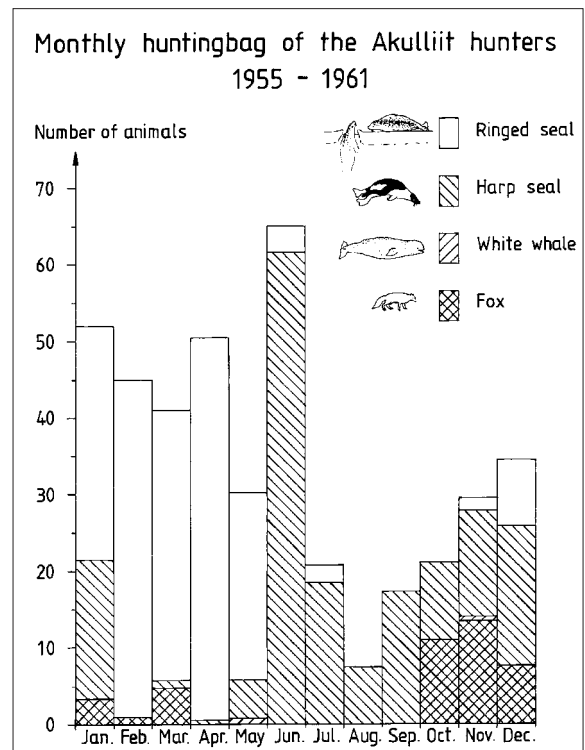 Monthly huntingbag of the Akulliit hunters
1955 - 1961
Number of animals
Ringed seal
Harp seal
White whale
Fox
70
60
50
40
30
20
10
0
Jan. Feb. Mar. Apr. May Jun. Jul. Aug. Sep. Oct. Nov. Dec.